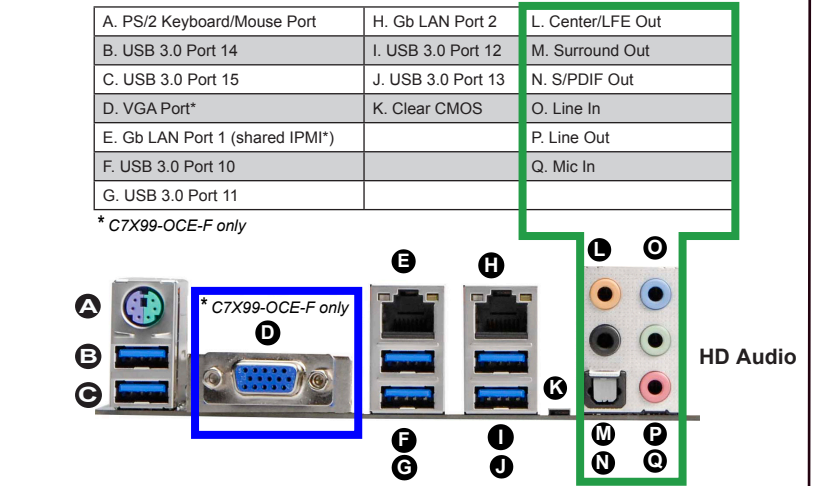 A. PS/2 Keyboard/Mouse Port H. Gb LAN Port 2 L. Center/LFE Out
B. USB 3.0 Port 14 I. USB 3.0 Port 12 M. Surround Out
C. USB 3.0 Port 15 J. USB 3.0 Port 13 N. S/PDIF Out
D. VGA Port* K. Clear CMOS O. Line In
E. Gb LAN Port 1 (shared IPMI*) P. Line Out
F. USB 3.0 Port 10 Q. Mic In
G. USB 3.0 Port 11
* C7X99-OCE-F only
E H L O
A
* C7X99-OCE-F only
D
B
HD Audio
C
K
F I M P
G J N Q